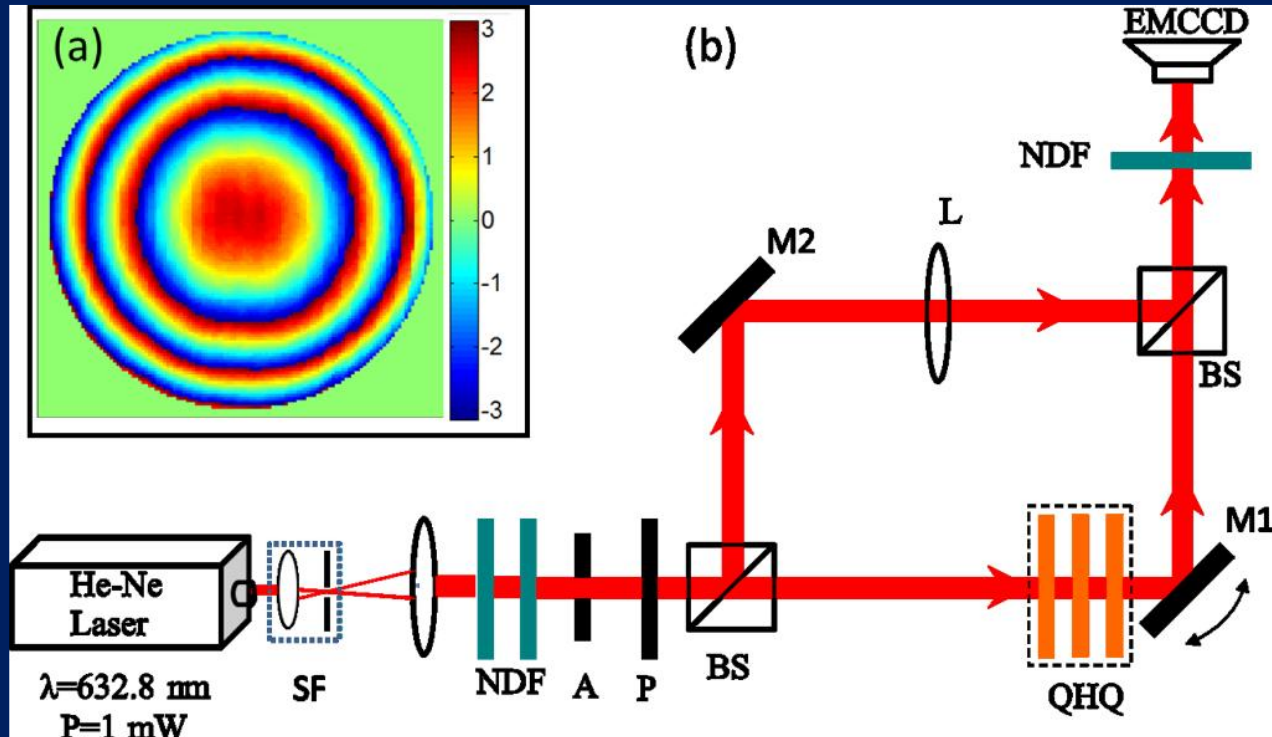 (a)
3
2
1
0
-1
-2
-3
(b)
EMCCD
NDF
L
M2
BS
M1
He-Ne
Laser
λ=632.8 nm
P=1 mW
SF
NDF
A
P
BS
QHQ